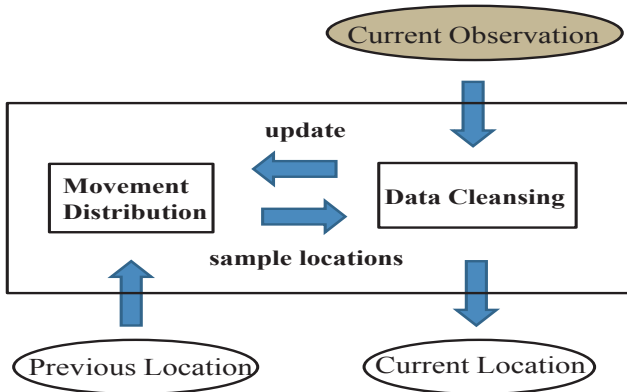 Current Observation
update
Movement
Distribution
Data Cleansing
sample locations
Previous Location
Current Location